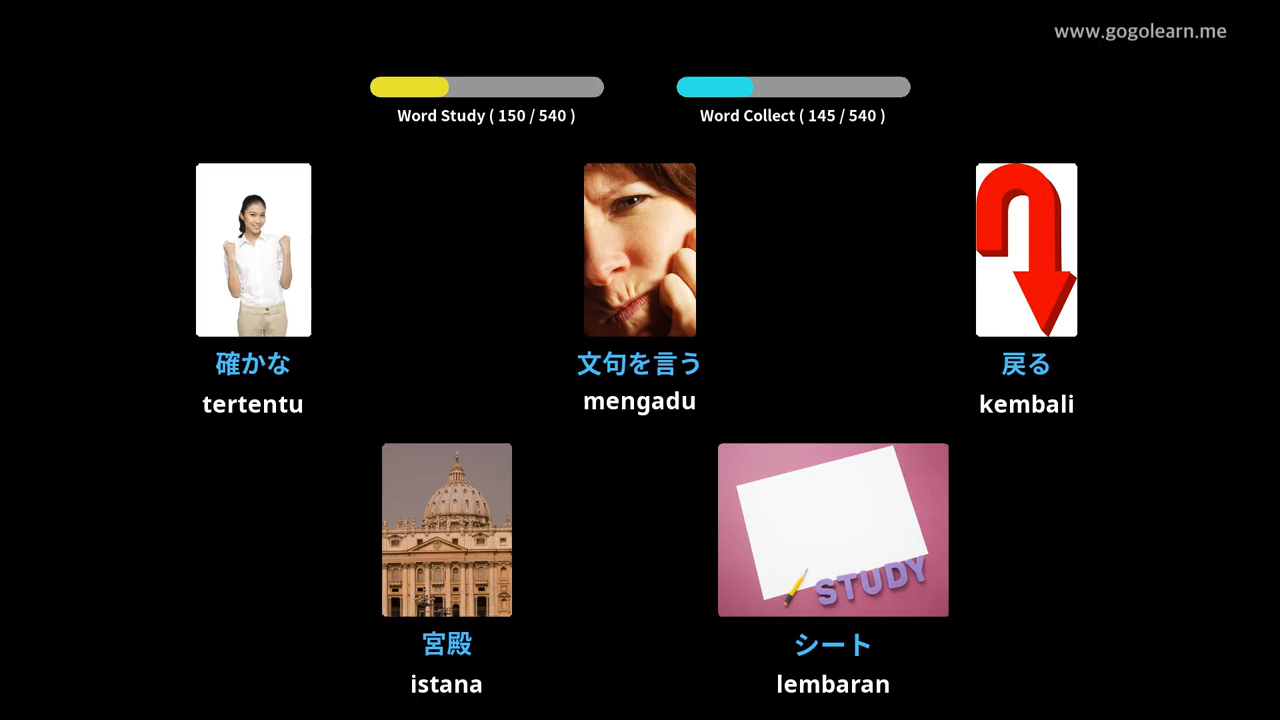 www.gogolearn.me
Word Study ( 150 / 540 )
Word Collect ( 145 / 540 )
確かな
tertentu
文句を言う
mengadu
戻る
kembali
宮殿
istana
STUDY
シート
lembaran